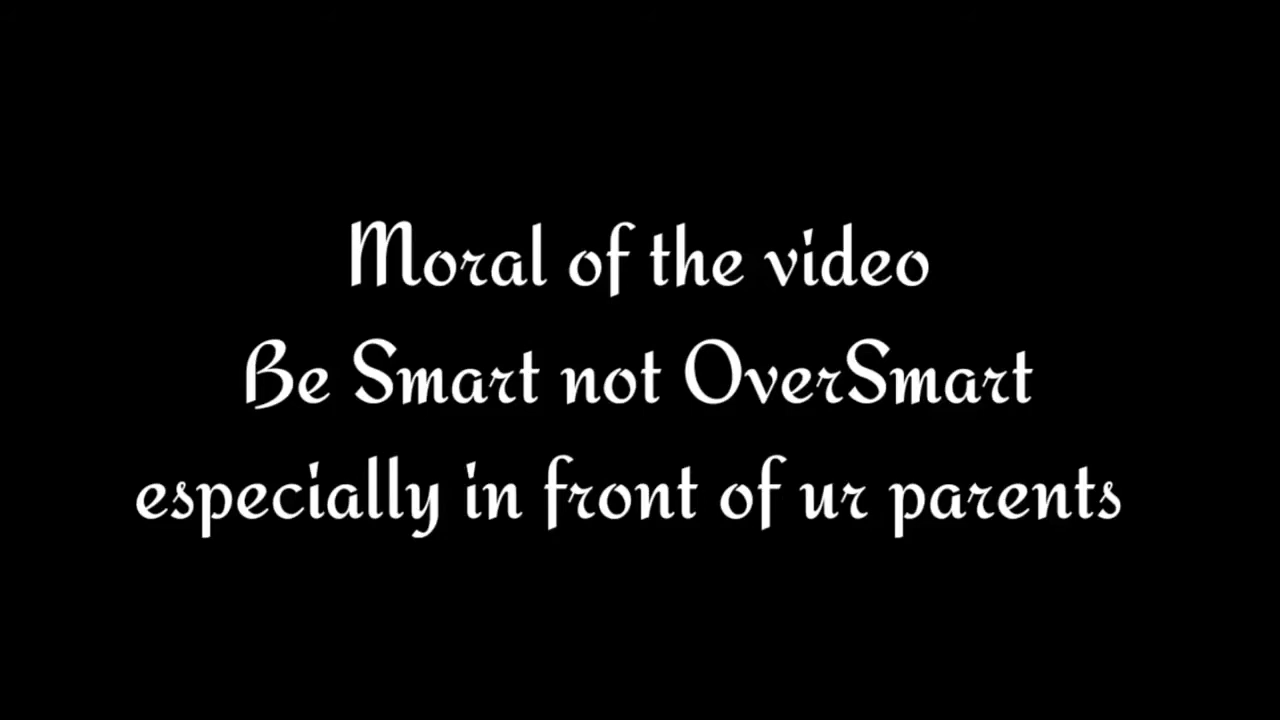 Moral of the video
Be Smart not OverSmart
especially in front of ur parents